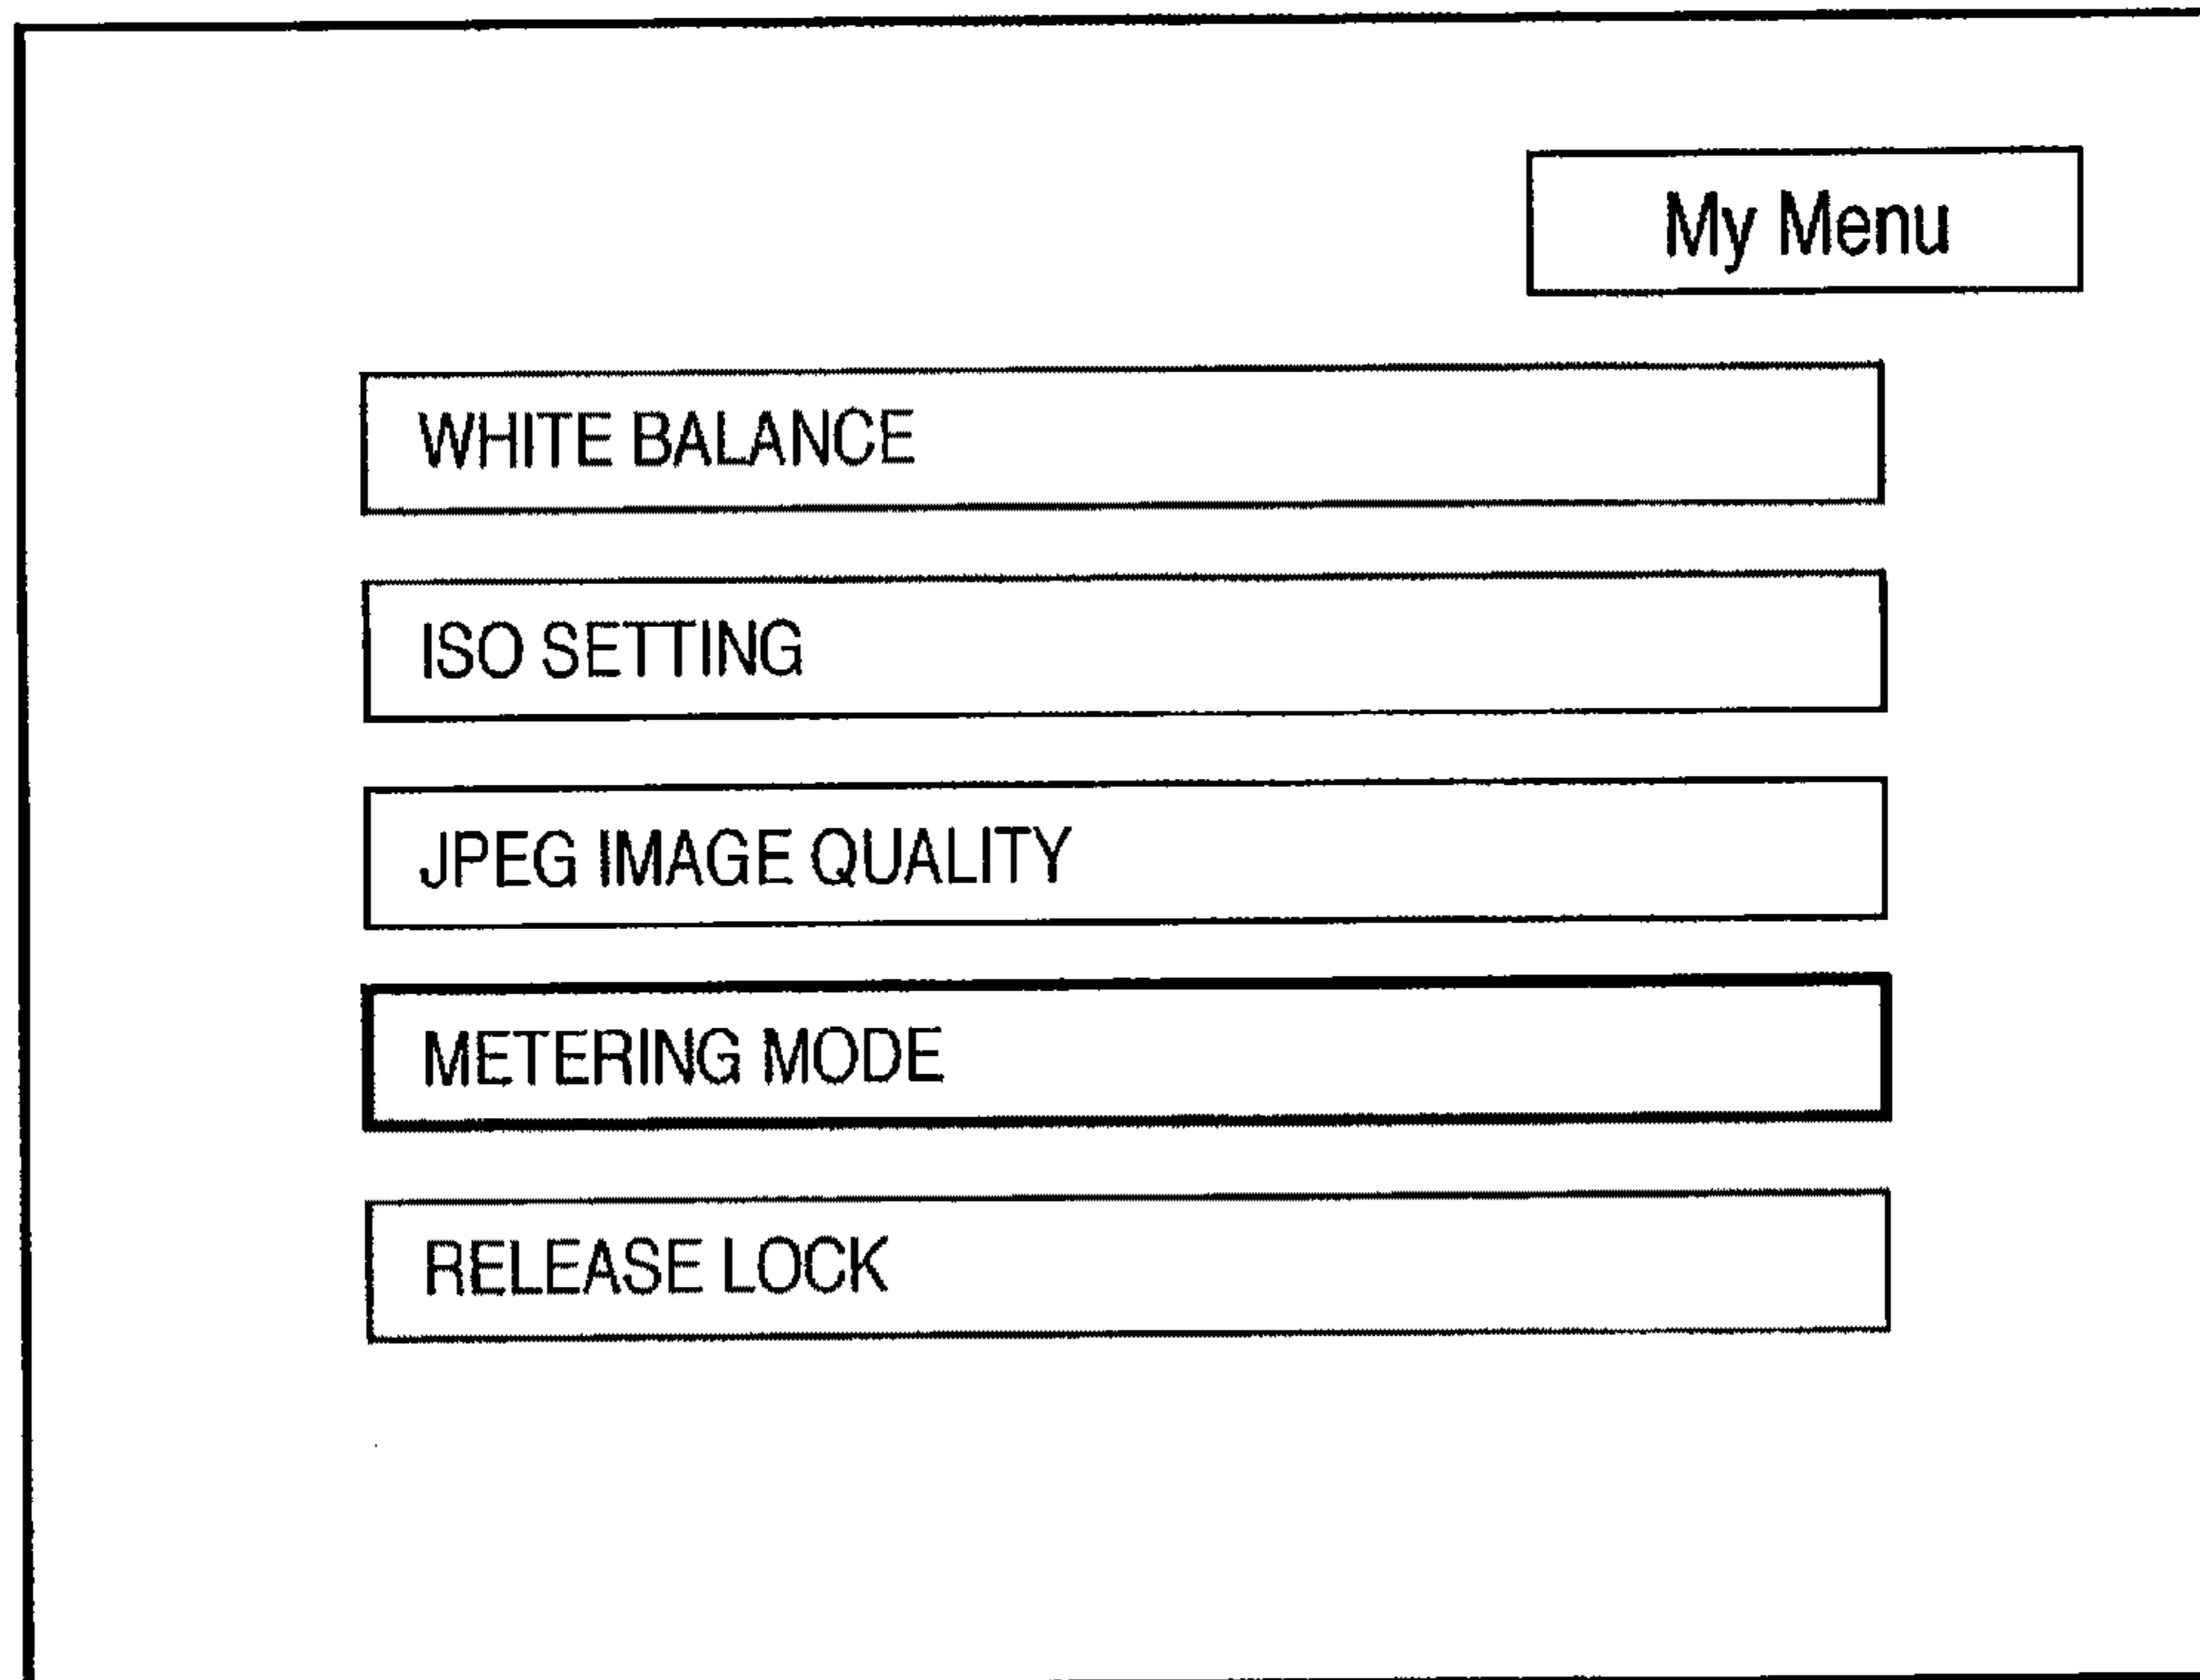 My Menu
WHITE BALANCE
ISO SETTING
JPEG IMAGE QUALITY
METERING MODE
RELEASE LOCK